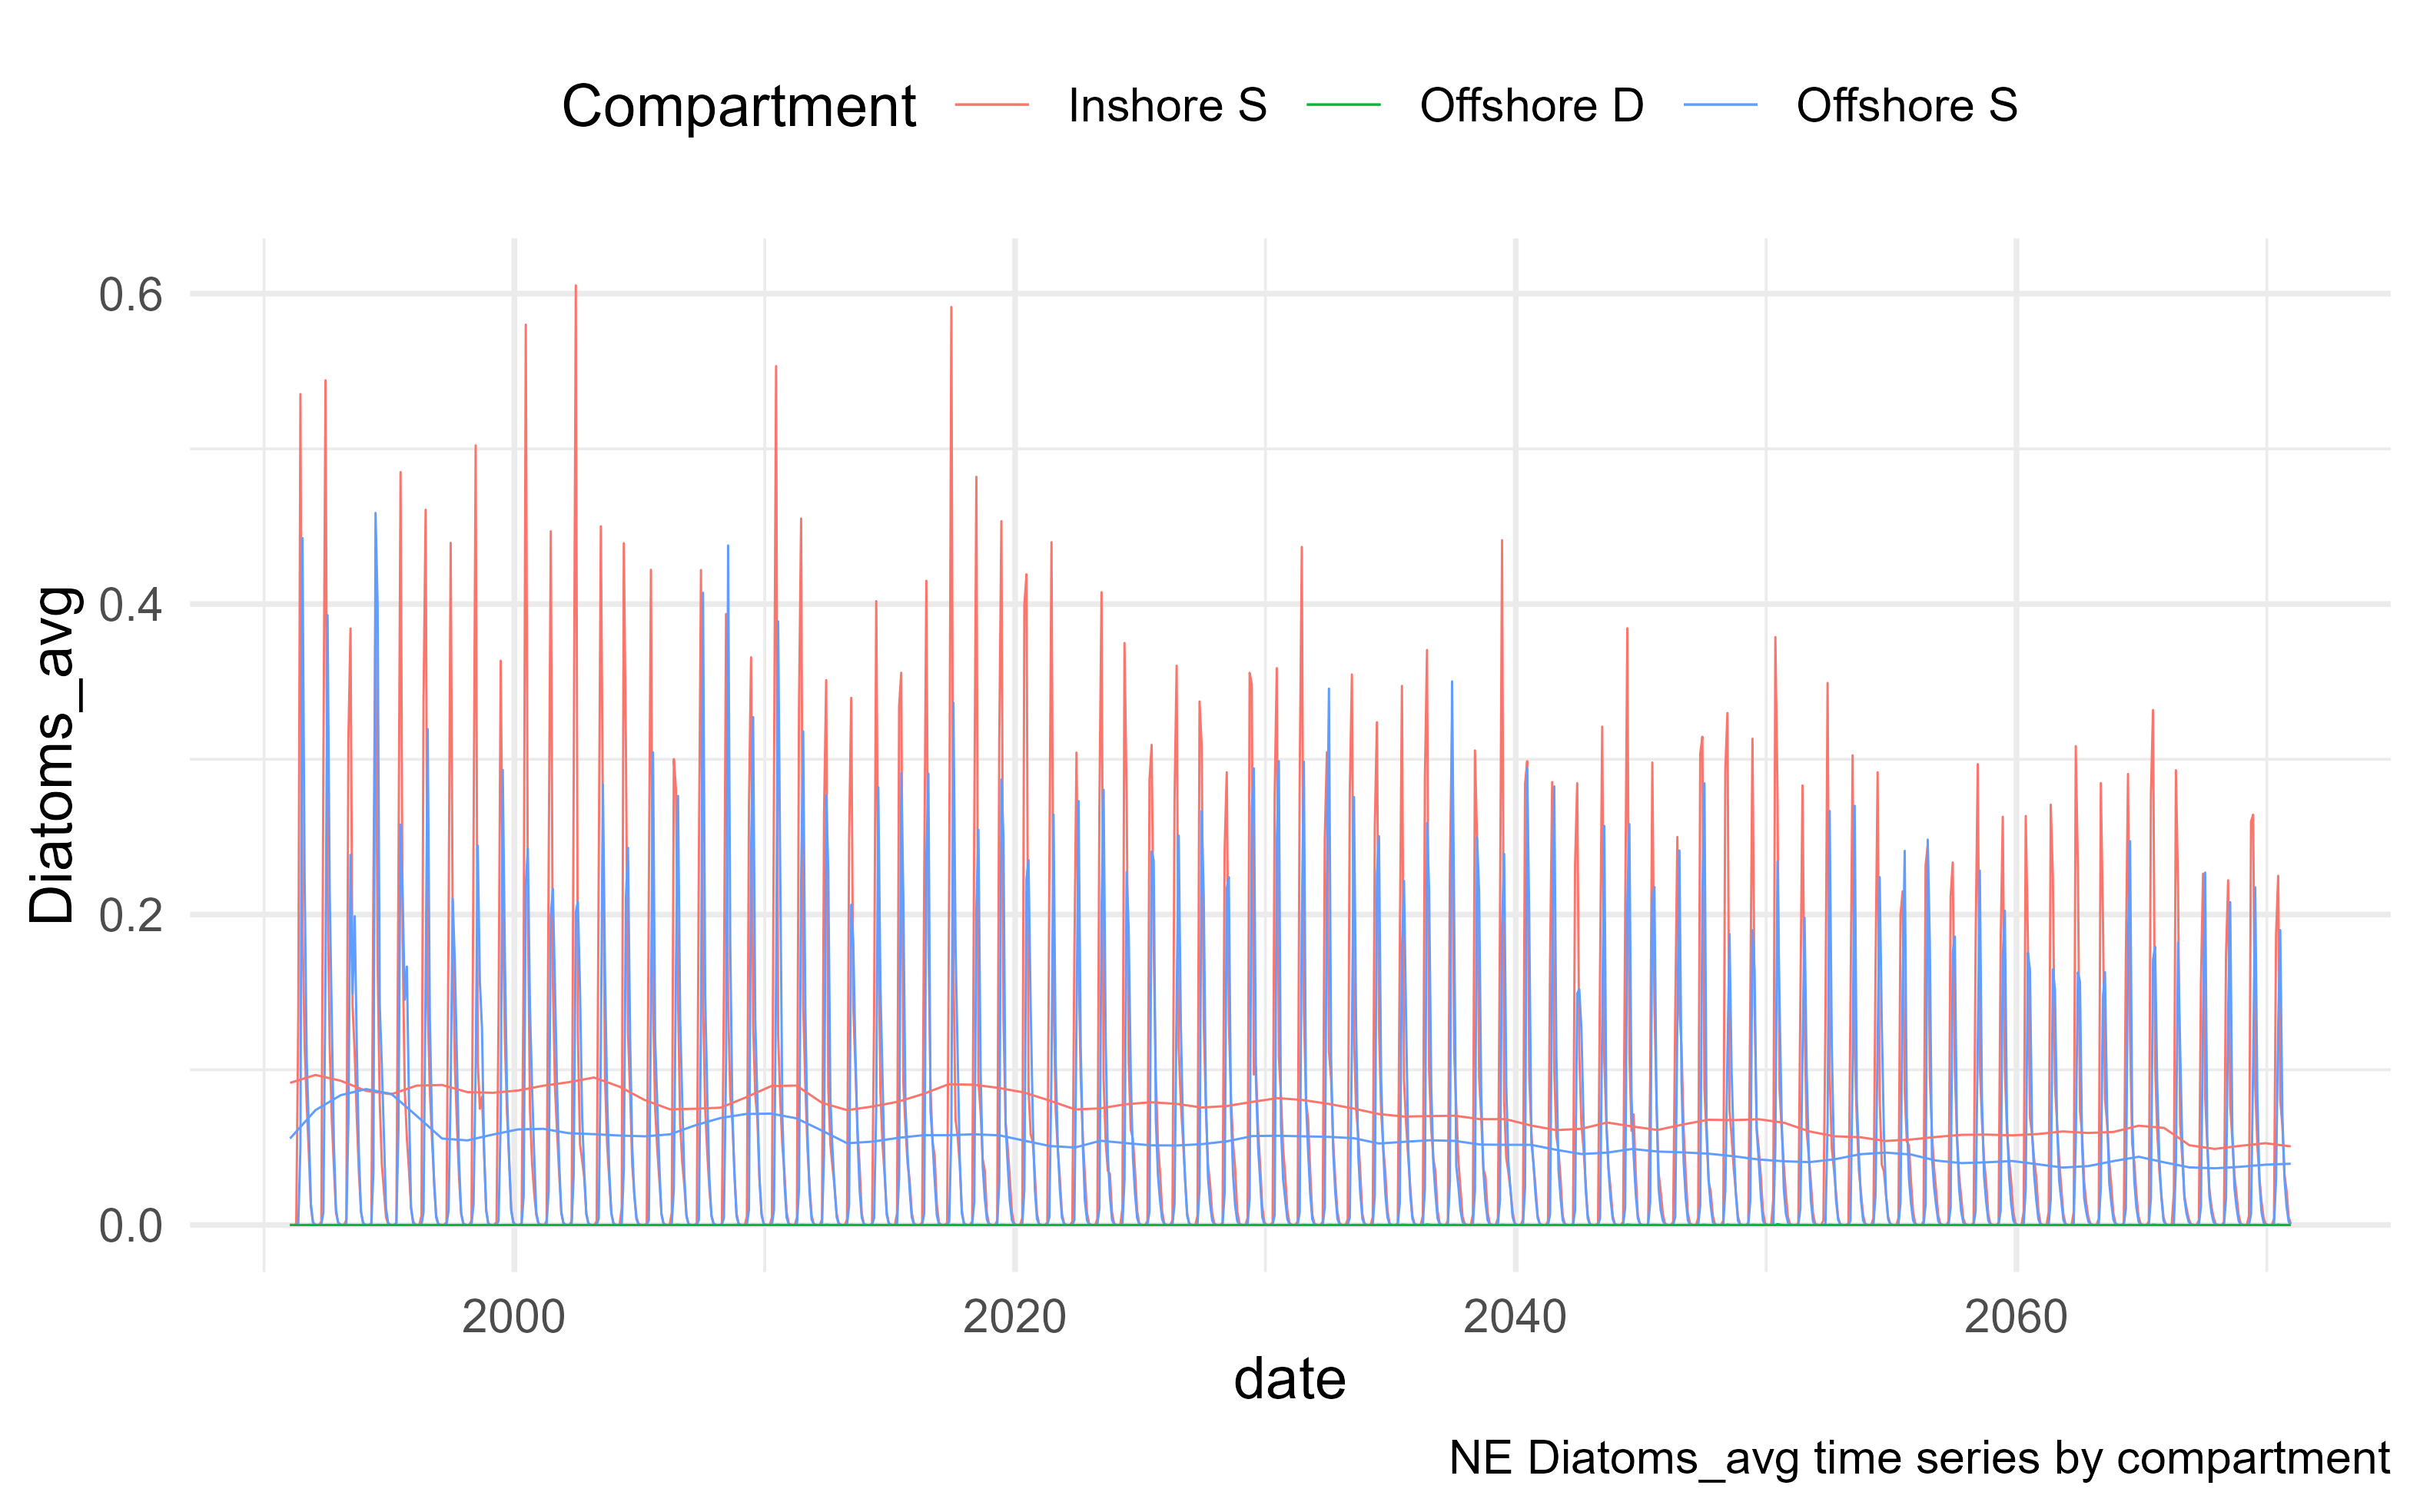 Compartment Inshore S Offshore D Offshore S
0.6
0.4
0.2
0.0
Diatoms_avg
2000 2020 2040 2060
date
NE Diatoms_avg time series by compartment